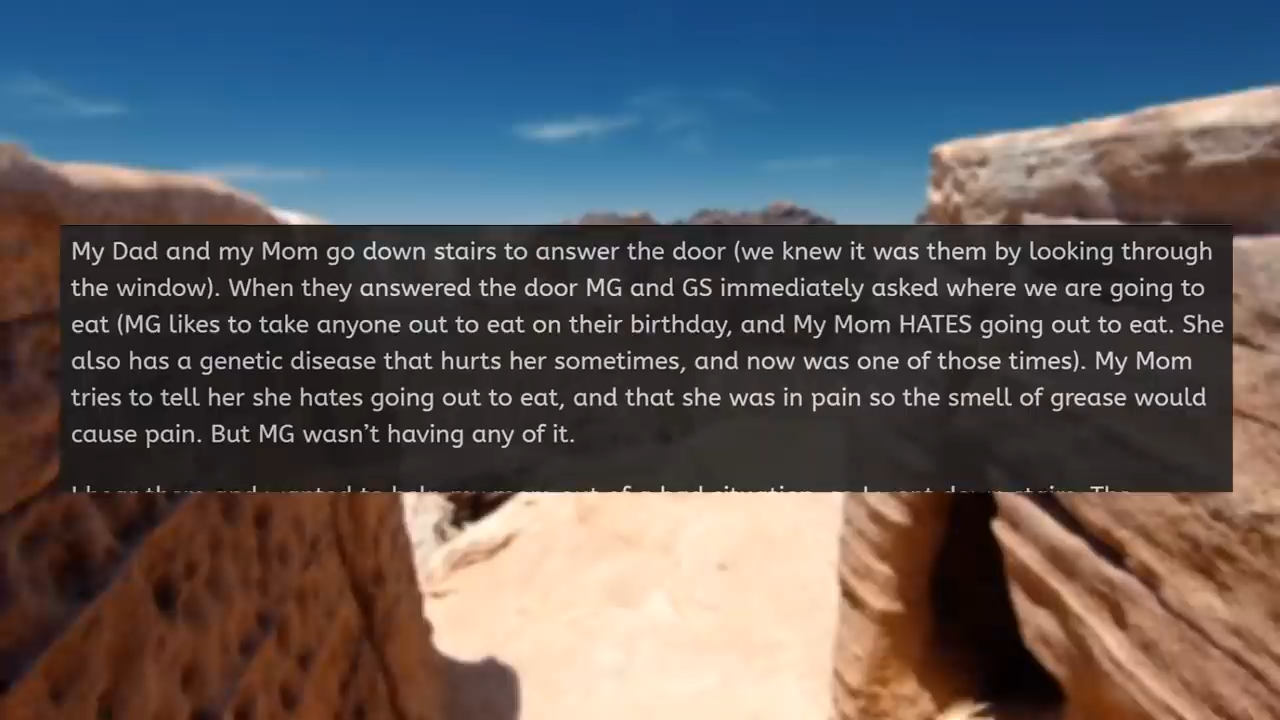 My Dad and my Mom go down stairs to answer the door (we knew it was them by looking through
the window). When they answered the door MG and GS immediately asked where we are going to
eat (MG likes to take anyone out to eat on their birthday, and My Mom HATES going out to eat. She
also has a genetic disease that hurts her sometimes, and now was one of those times). My Mom
tries to tell her she hates going out to eat, and that she was in pain so the smell of grease would
cause pain. But MG wasn’t having any of it.